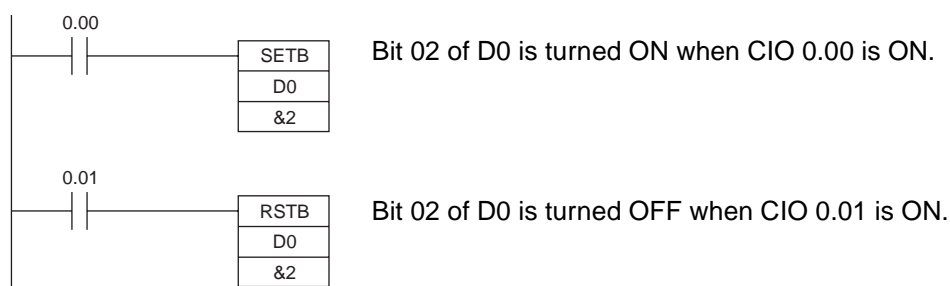 0.00
SETB
D0
&2
Bit 02 of D0 is turned ON when CIO 0.00 is ON.
0.01
RSTB
D0
&2
Bit 02 of D0 is turned OFF when CIO 0.01 is ON.